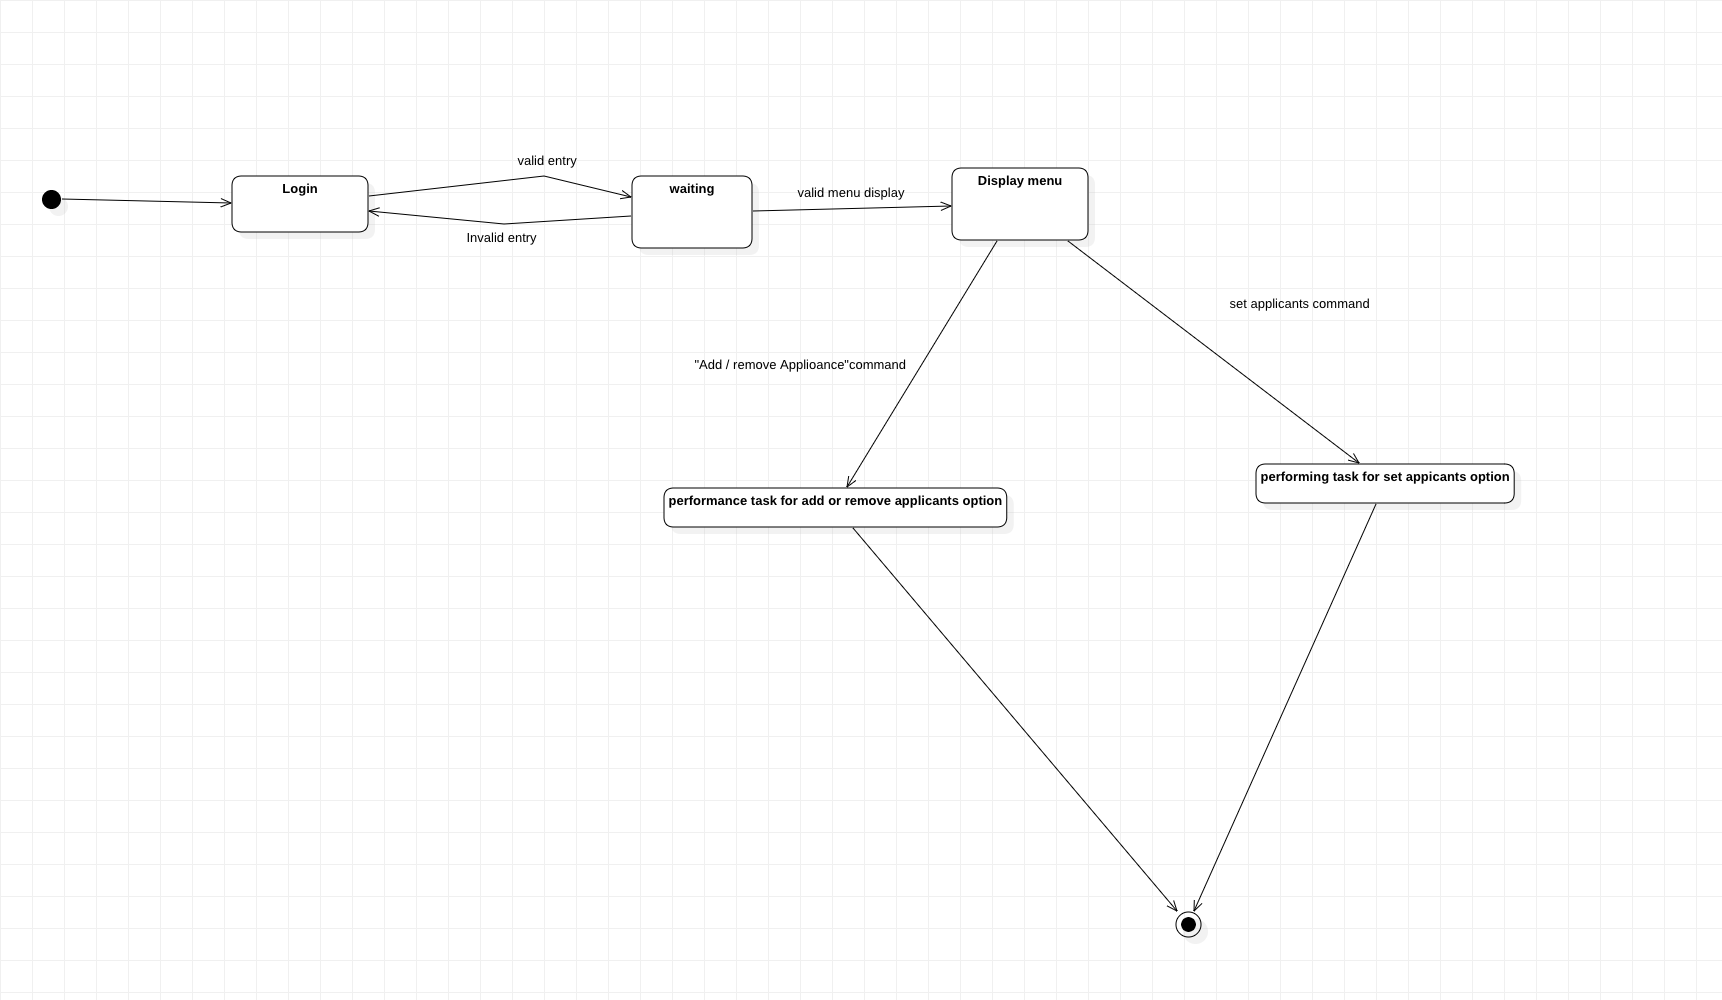 valid entry
Login
waiting
Display menu
valid menu display
Invalid entry
set applicants command
"Add / remove Applioance"command
performing task for set appicants option
performance task for add or remove applicants option